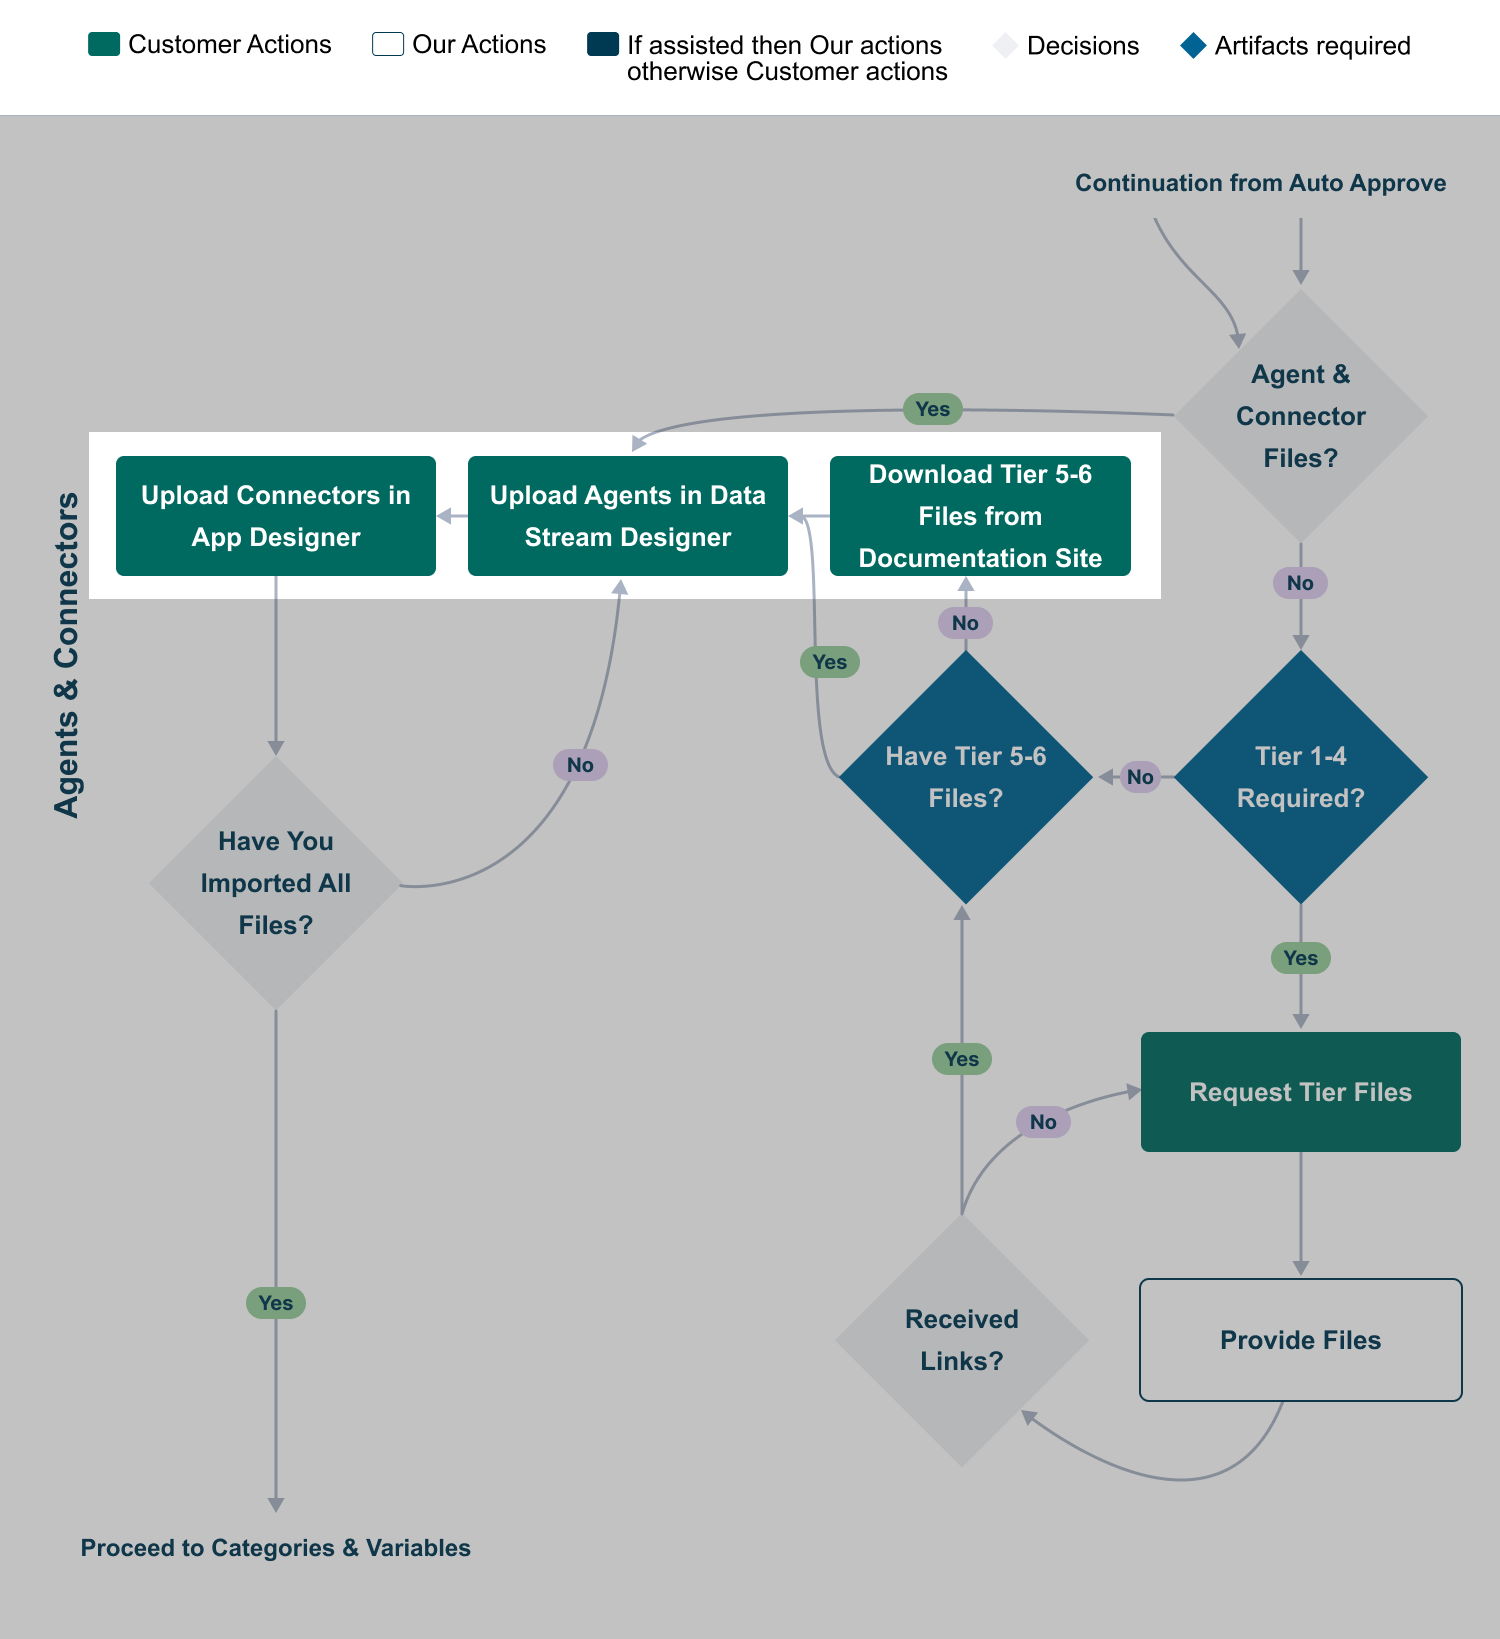 Customer Actions
Our Actions
If assisted then Our actions
otherwise Customer actions
Decisions
Artifacts required
Continuation from Auto Approve
Agent &
Connector
Files?
Yes
Upload Connectors in
App Designer
Upload Agents in Data
Stream Designer
Download Tier 5-6
Files from
Documentation Site
Agents & Connectors
No
No
Yes
Have Tier 5-6
Files?
No
Tier 1-4
Required?
No
Have You
Imported All
Files?
Yes
Yes
Request Tier Files
No
Yes
Received
Links?
Provide Files
Proceed to Categories & Variables